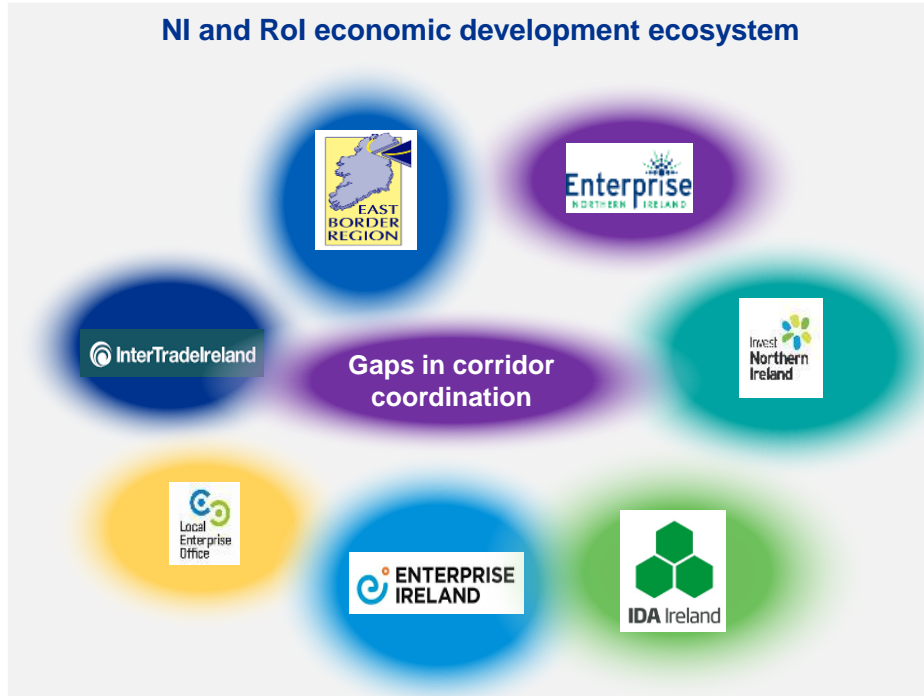 NI and RoI economic development ecosystem
EAST
BORDER
REGION
Enterprise
NORTHERN IRELAND
InterTradeIreland
Gaps in corridor
coordination
Invest
Northern
Ireland
Local
Enterprise
Office
ENTERPRISE
IRELAND
IDA Ireland